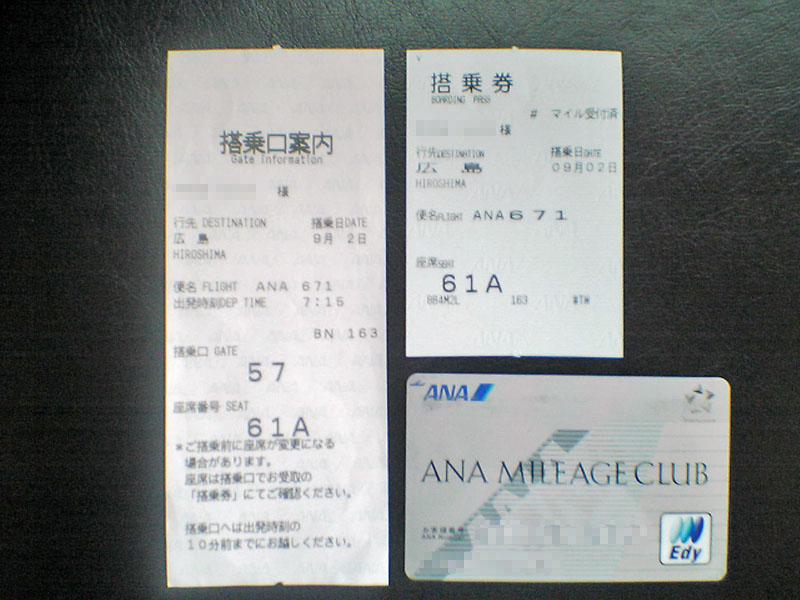 搭乗口案内
Gate Information
様
行先 DESTINATION 搭乗日DATE
広 島 9月 2日
HIROSHIMA
便名 FLIGHT ANA 671
出発時刻DEP TIME 7:15
BN 163
搭乗口 GATE
57
座席番号 SEAT
61A
*ご搭乗前に座席が変更になる
場合があります。
座席は搭乗口でお受取の
「搭乗券」にてご確認ください。
搭乗口へは出発時刻の
10分前までにお越しください。
搭乗券
BOARDING PASS
# マイル受付済
様
行先DESTINATION 搭乗日DATE
広 島 09月02日
HIROSHIMA
便名FLIGHT ANA671
座席SEAT
61A
BB4M2L 163 #TW
ANA
ANA MILEAGE CLUB
お客様番号
Edy